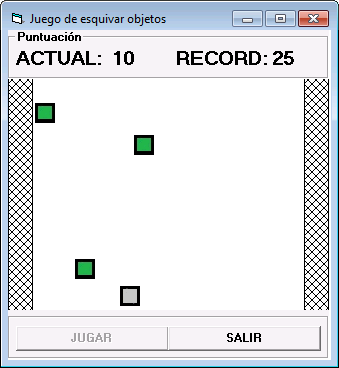 Juego de esquivar objetos
Puntuación
ACTUAL: 10 RECORD: 25
JUGAR SALIR